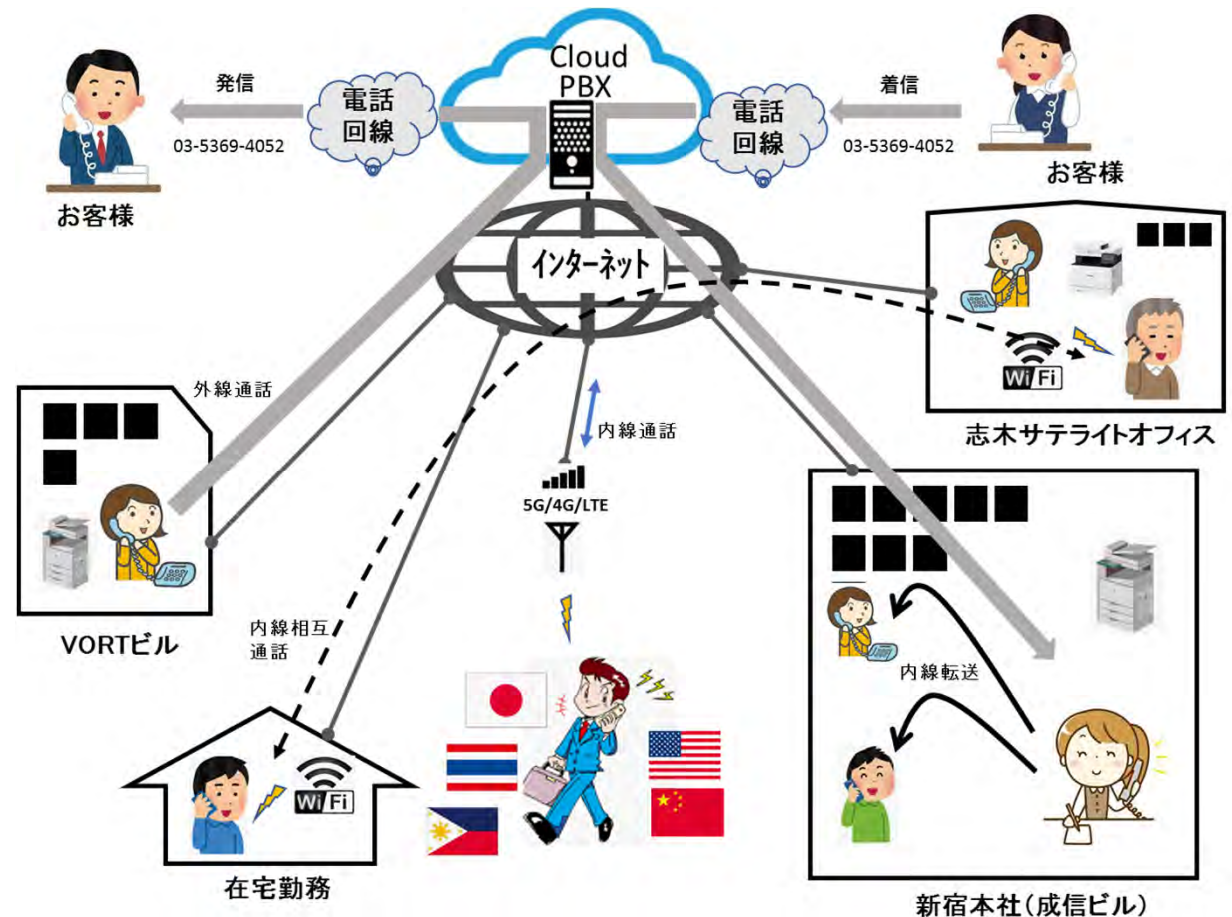 Cloud
PBX
発信
電話
回線
03-5369-4052
お客様
着信
電話
回線
03-5369-4052
お客様
インターネット
WiFi
志木サテライトオフィス
外線通話
内線通話
5G/4G/LTE
VORTビル
内線相互
通話
内線転送
WiFi
在宅勤務
新宿本社(成信ビル)